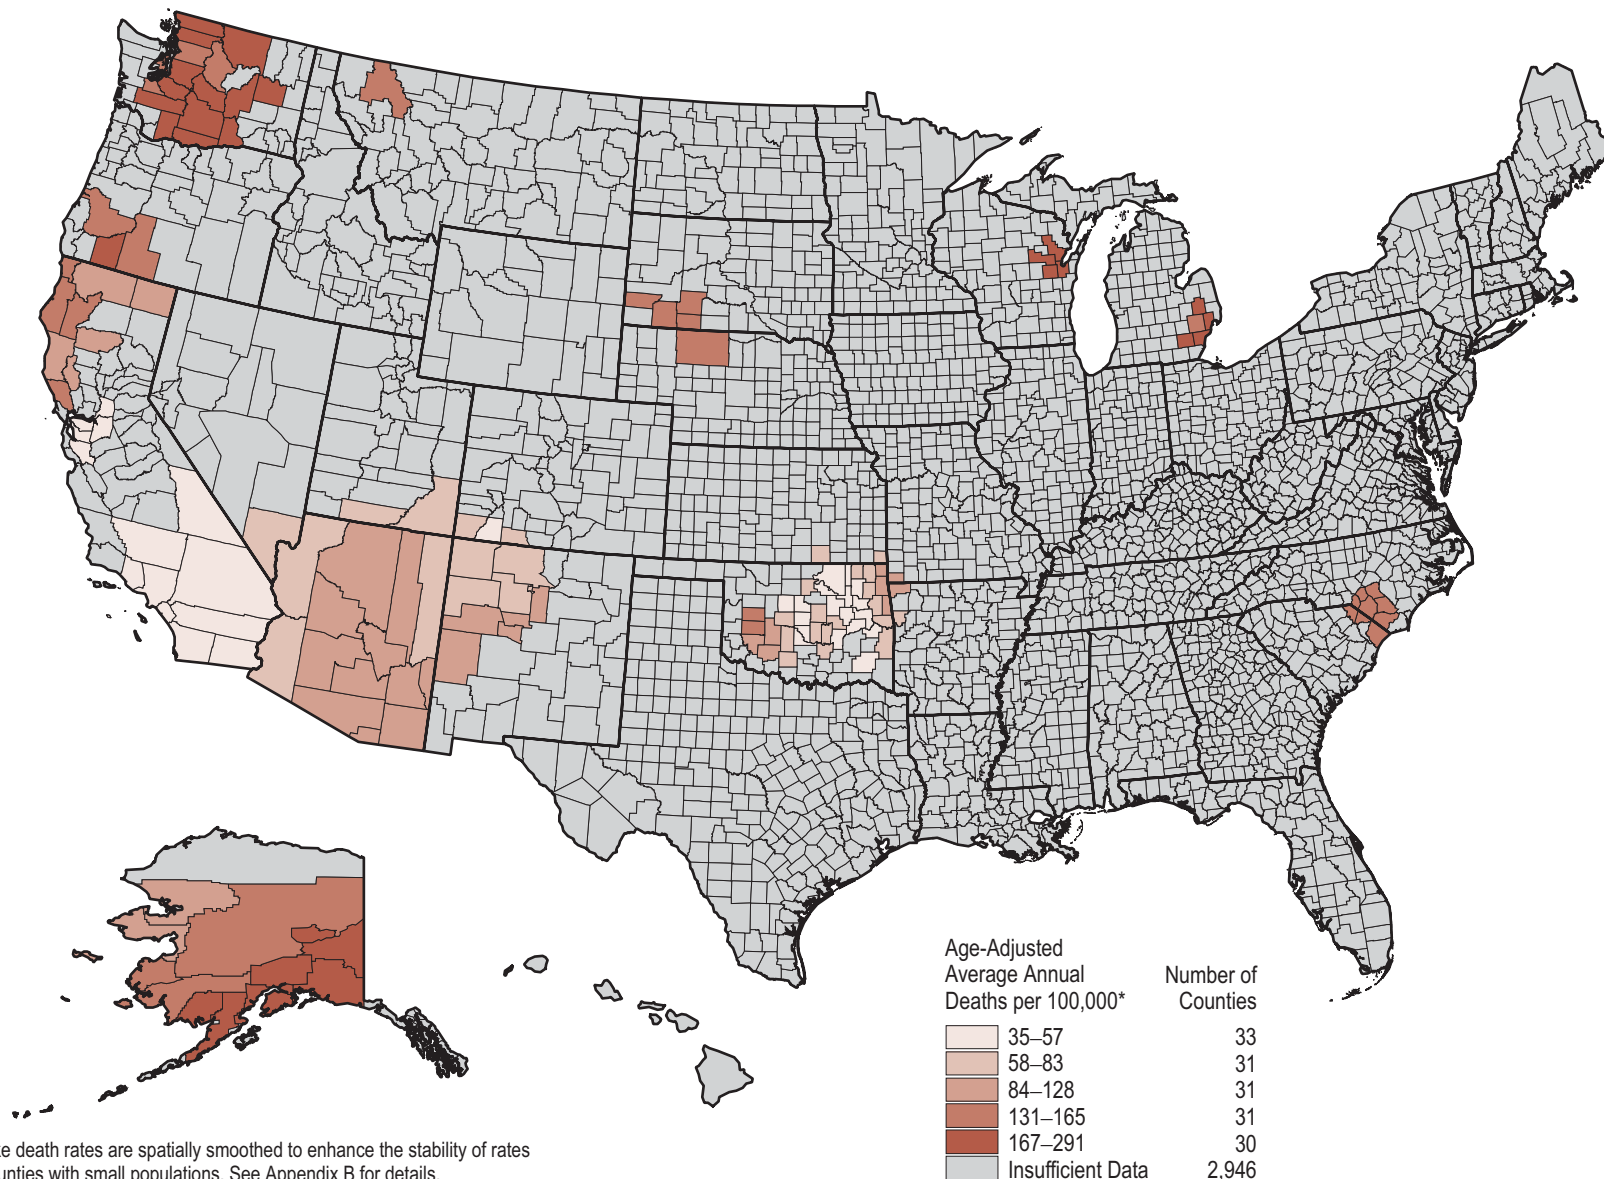 Age-Adjusted
Average Annual Number of
Deaths per 100,000* Counties
35–57 33
58–83 31
84–128 31
131–165 31
167–291 30
Insufficient Data 2,946
death rates are spatially smoothed to enhance the stability of rates
with small populations. See Appendix B for details.